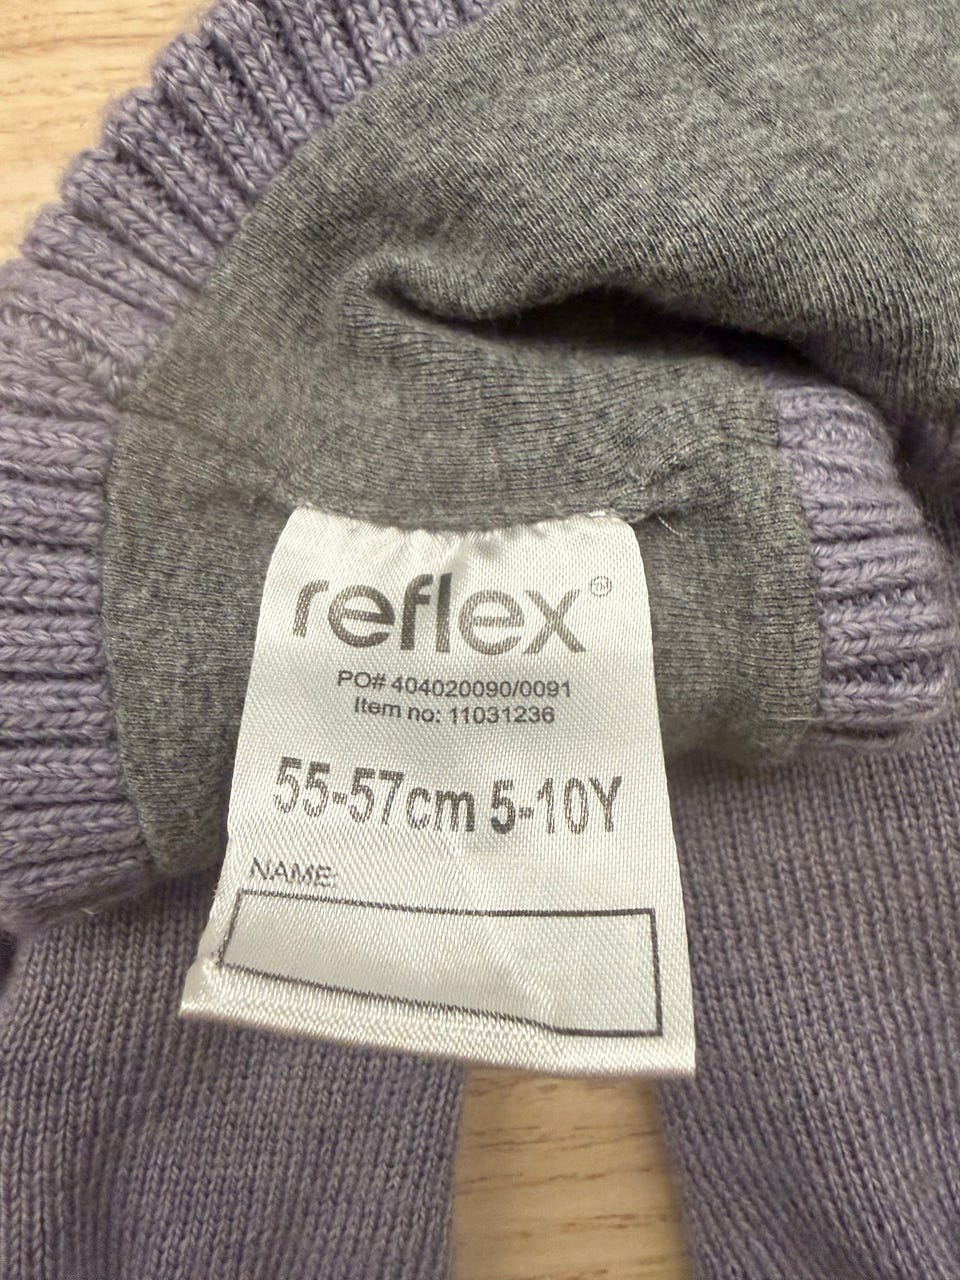 reflex®
PO# 404020090/0091
Item no: 11031236
55-57cm 5-10Y
NAME: